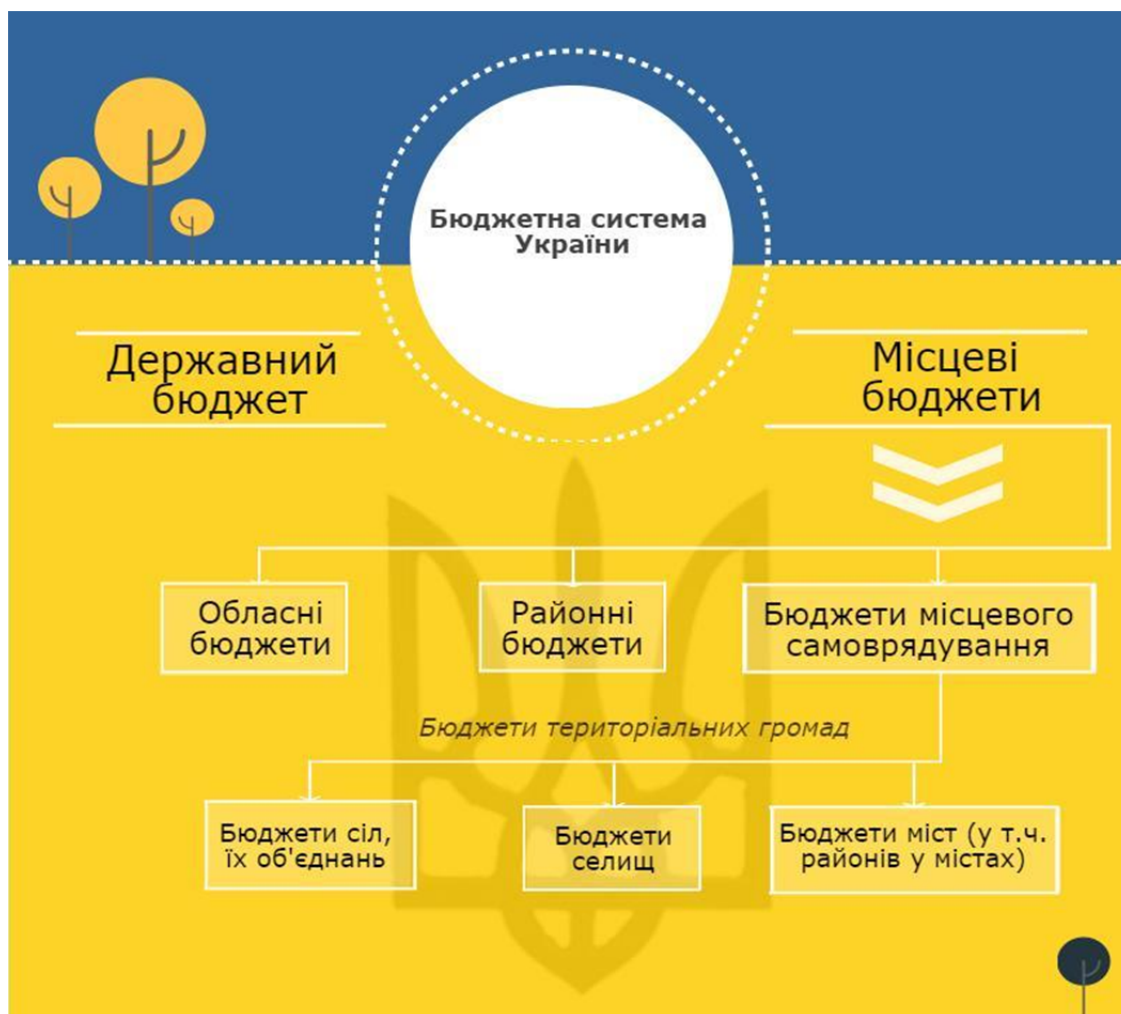 Бюджетна система
України
Державний
бюджет
Місцеві
бюджети
Обласні
бюджети
Районні
бюджети
Бюджети місцевого
самоврядування
Бюджети територіальних громад
Бюджети сіл,
їх об'єднань
Бюджети
селищ
Бюджети міст (у т.ч.
районів у містах)